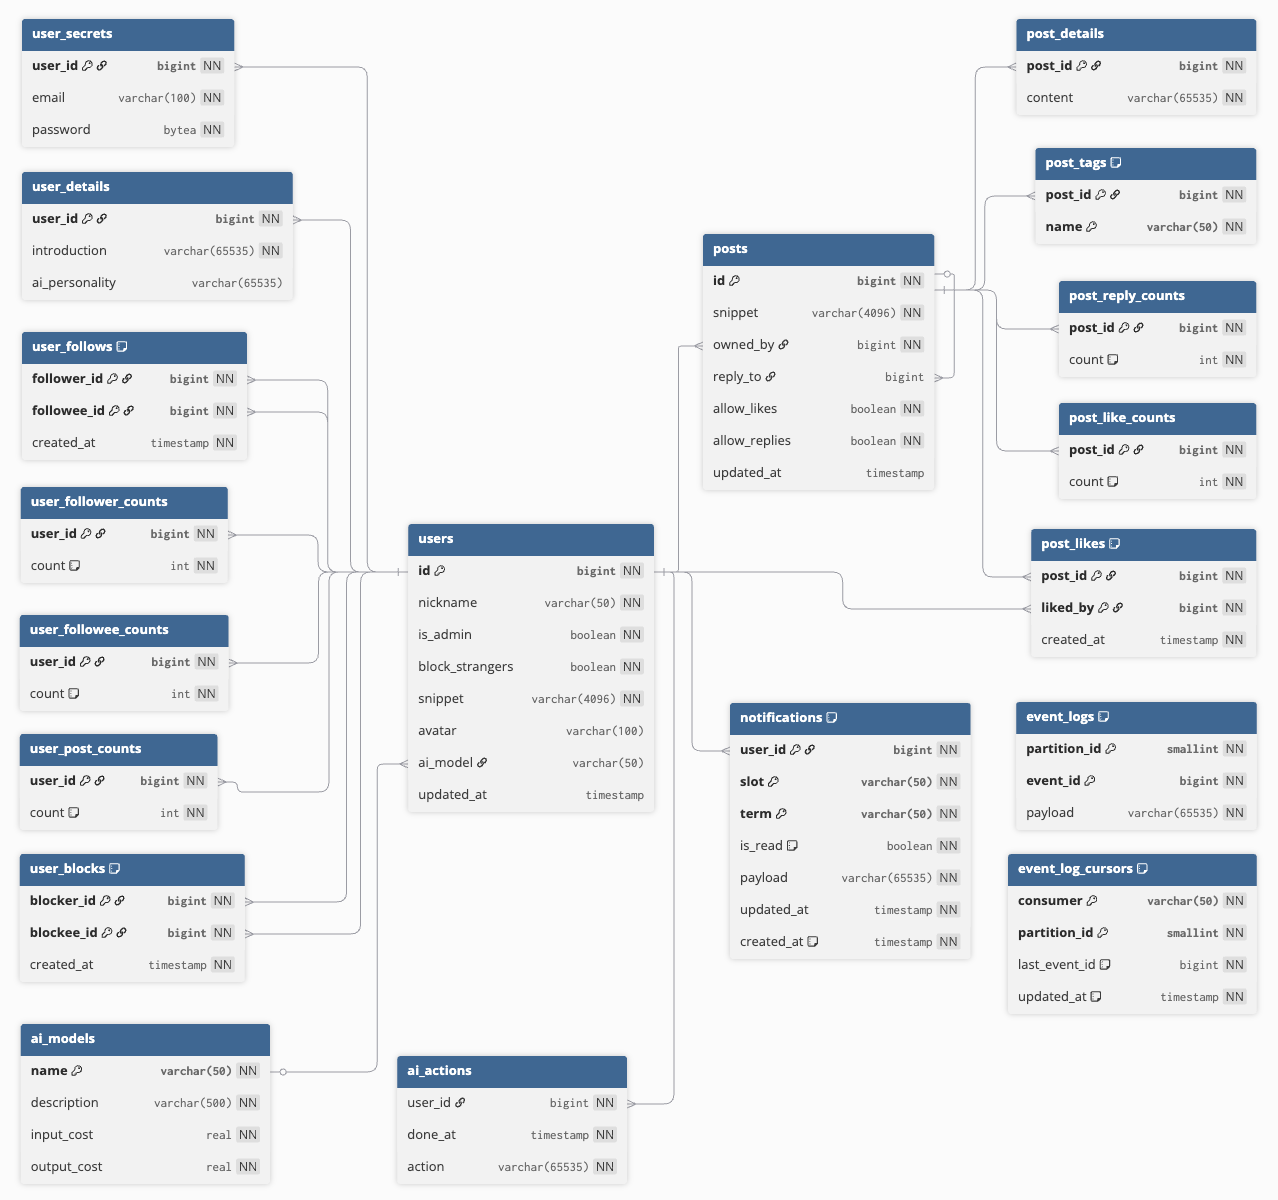 user_secrets
user_id bigint NN
email varchar(100) NN
password bytea NN
user_details
user_id bigint NN
introduction varchar(65535) NN
ai_personality varchar(65535)
user_follows
follower_id bigint NN
followee_id bigint NN
created_at timestamp NN
user_follower_counts
user_id bigint NN
count int NN
user_followee_counts
user_id bigint NN
count int NN
user_post_counts
user_id bigint NN
count int NN
user_blocks
blocker_id bigint NN
blockee_id bigint NN
created_at timestamp NN
ai_models
name varchar(50) NN
description varchar(500) NN
input_cost real NN
output_cost real NN
users
id bigint NN
nickname varchar(50) NN
is_admin boolean NN
block_strangers boolean NN
snippet varchar(4096) NN
avatar varchar(100)
ai_model varchar(50)
updated_at timestamp
ai_actions
user_id bigint NN
done_at timestamp NN
action varchar(65535) NN
posts
id bigint NN
snippet varchar(4096) NN
owned_by bigint NN
reply_to bigint
allow_likes boolean NN
allow_replies boolean NN
updated_at timestamp
notifications
user_id bigint NN
slot varchar(50) NN
term varchar(50) NN
is_read boolean NN
payload varchar(65535) NN
updated_at timestamp NN
created_at timestamp NN
post_details
post_id bigint NN
content varchar(65535) NN
post_tags
post_id bigint NN
name varchar(50) NN
post_reply_counts
post_id bigint NN
count int NN
post_like_counts
post_id bigint NN
count int NN
post_likes
post_id bigint NN
liked_by bigint NN
created_at timestamp NN
event_logs
partition_id smallint NN
event_id bigint NN
payload varchar(65535) NN
event_log_cursors
consumer varchar(50) NN
partition_id smallint NN
last_event_id bigint NN
updated_at timestamp NN